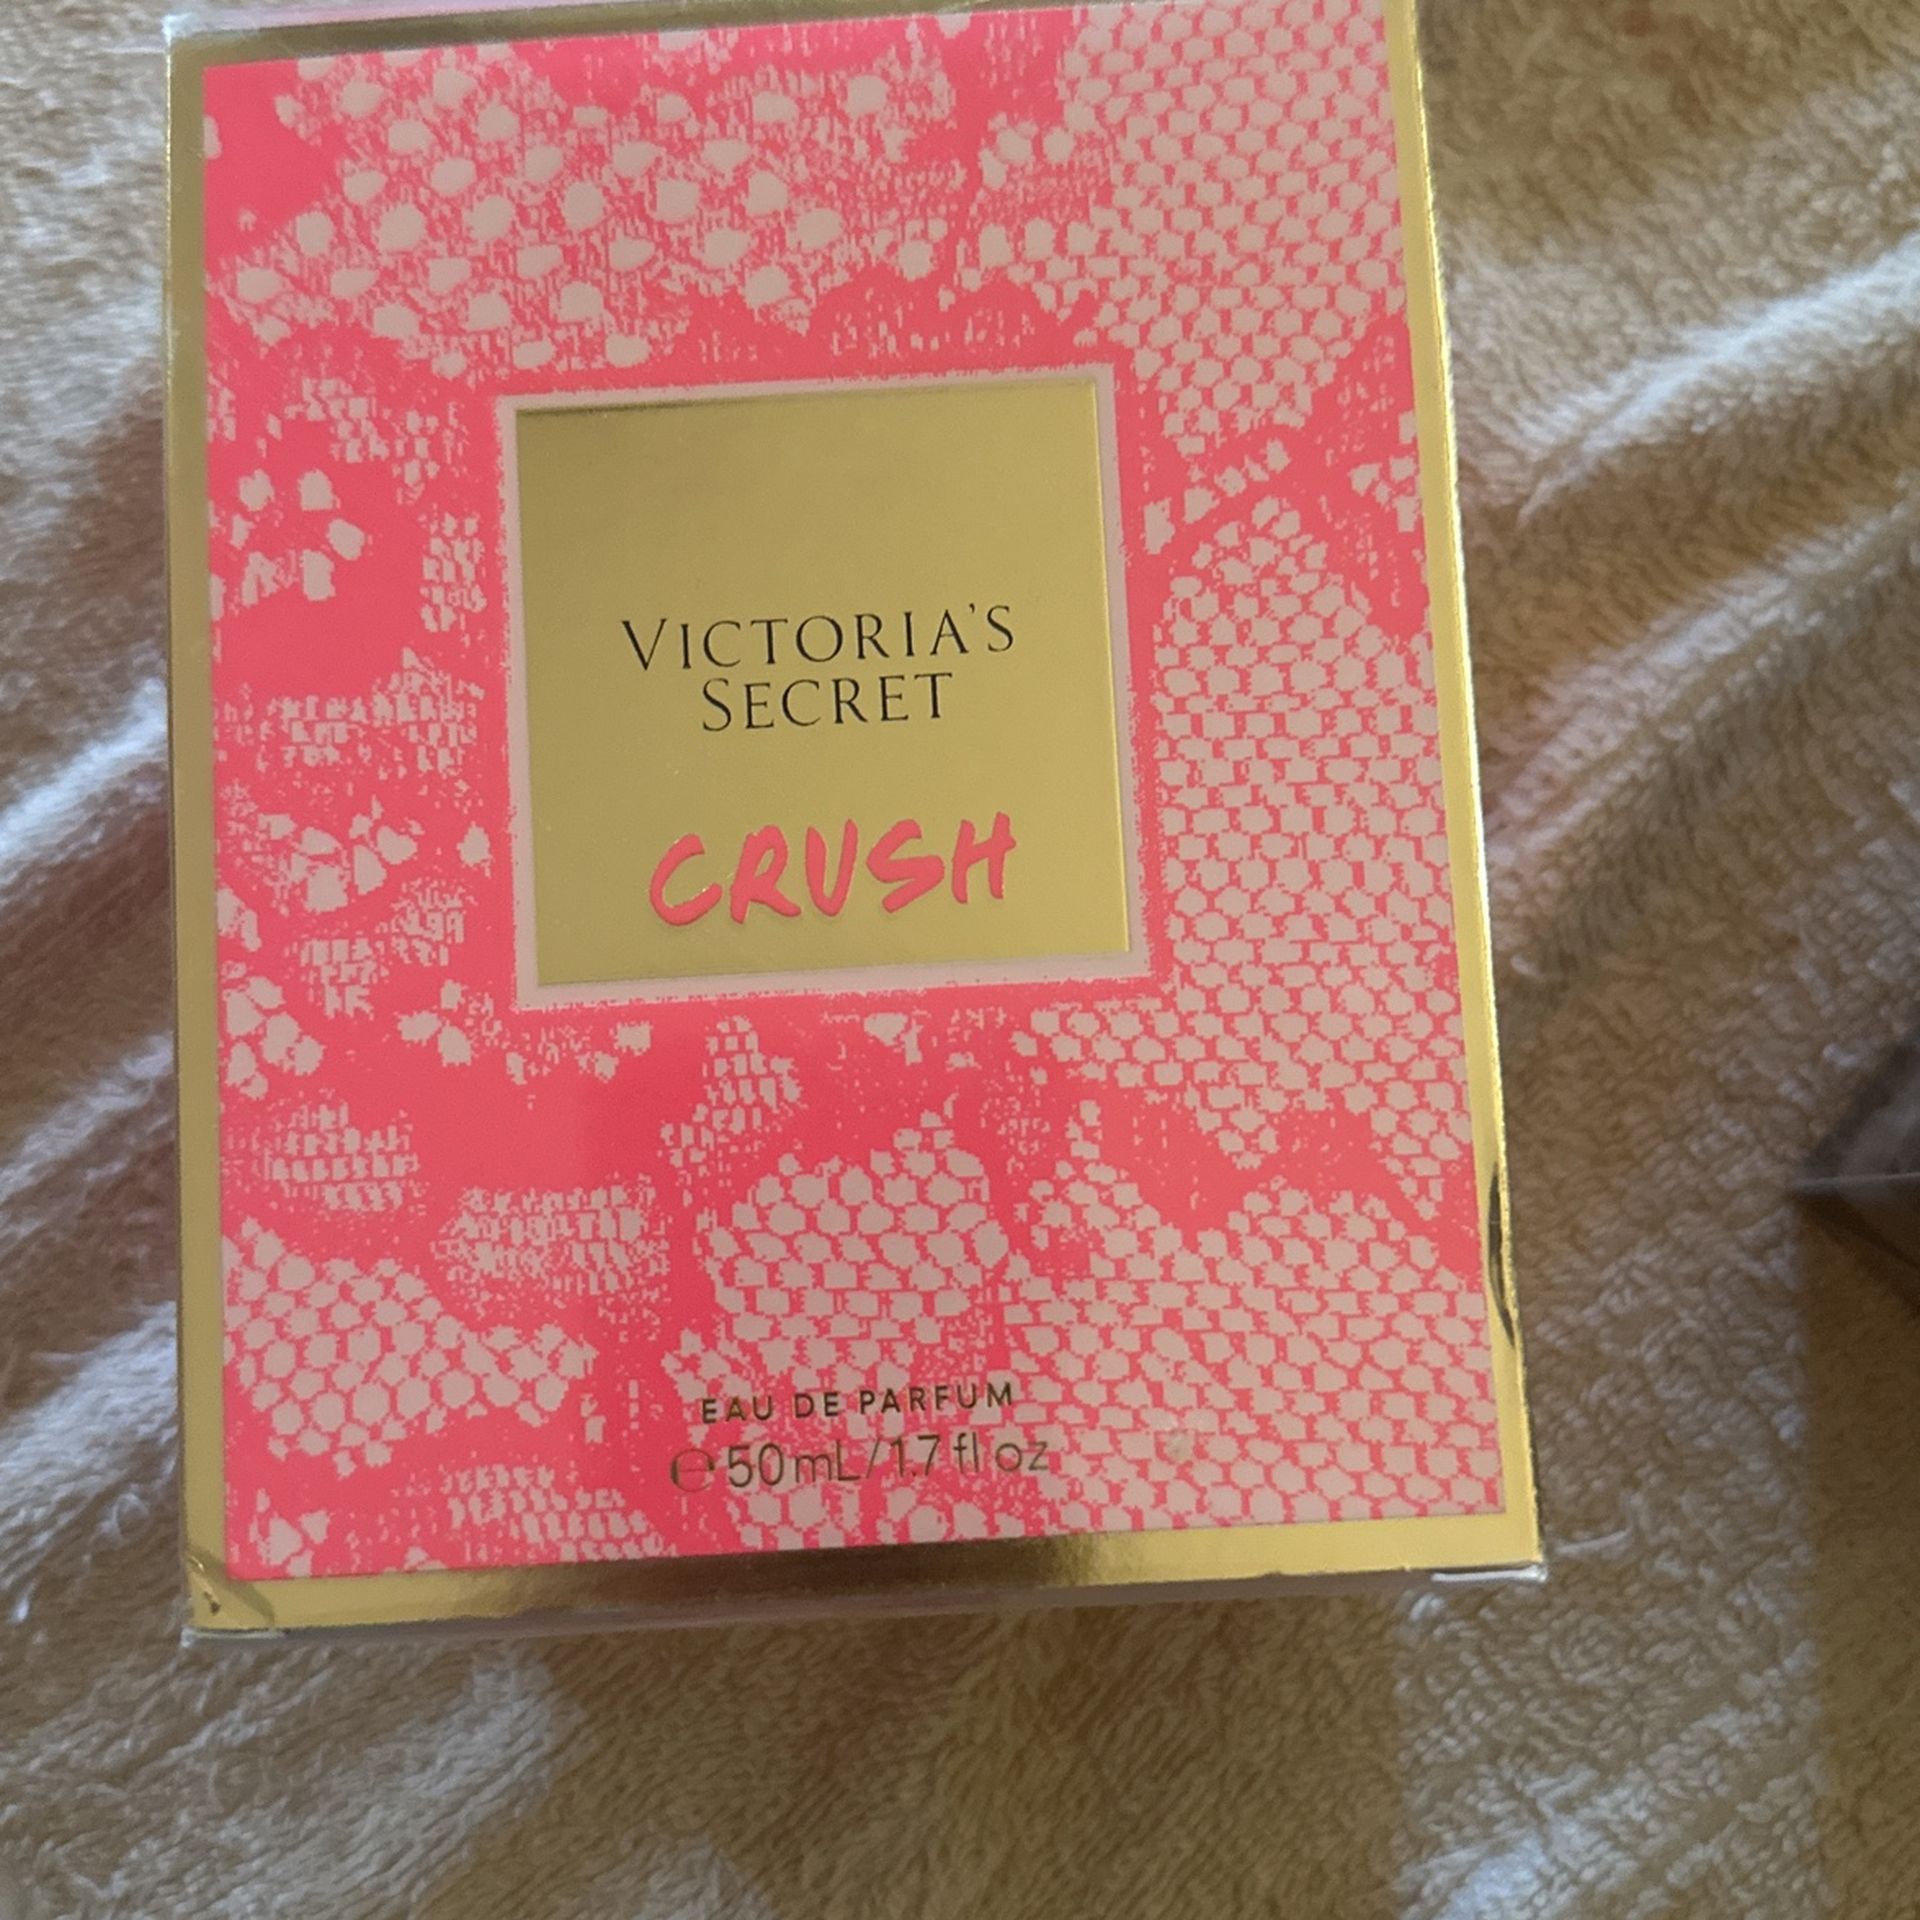 VICTORIA'S
SECRET
CRUSH
EAU DE PARFUM
℮50mL/1.7 fl oz